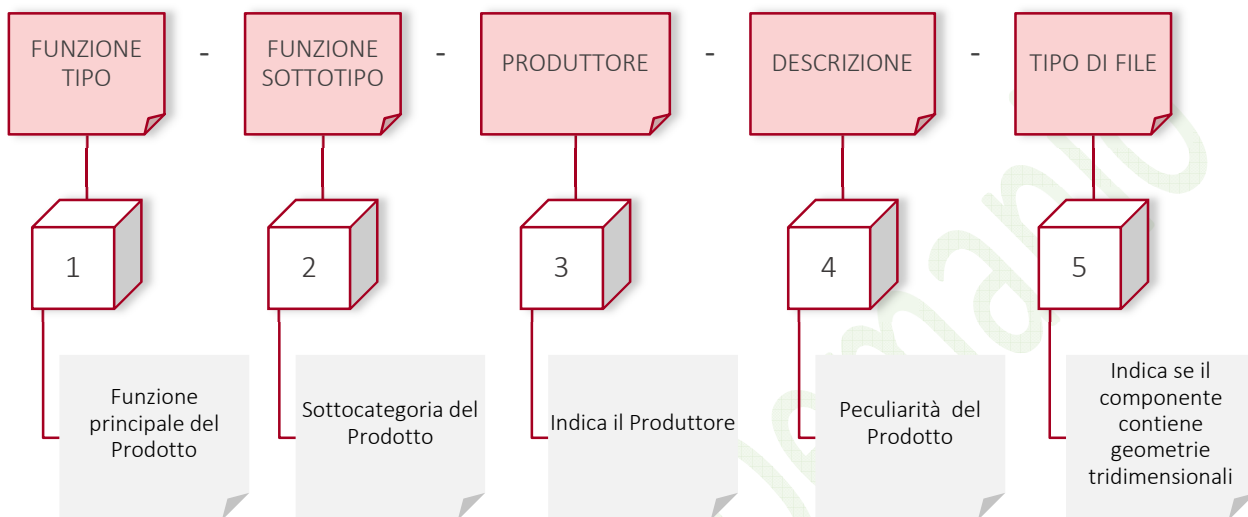 FUNZIONE
TIPO
-
FUNZIONE
SOTTOTIPO
-
PRODUTTORE
-
DESCRIZIONE
-
TIPO DI FILE
1
2
3
4
5
Funzione
principale del
Prodotto
Sottocategoria del
Prodotto
Indica il Produttore
Peculiarità del
Prodotto
Indica se il
componente
contiene
geometrie
tridimensionali